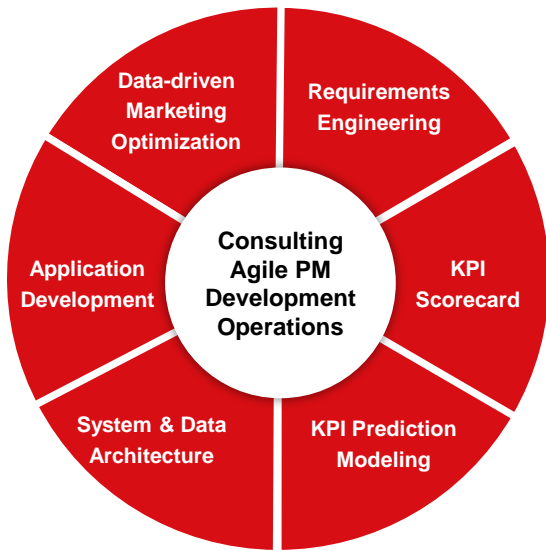 Data-driven
Marketing
Optimization
Requirements
Engineering
Consulting
Agile PM
Development
Operations
Application
Development
KPI
Scorecard
System & Data
Architecture
KPI Prediction
Modeling